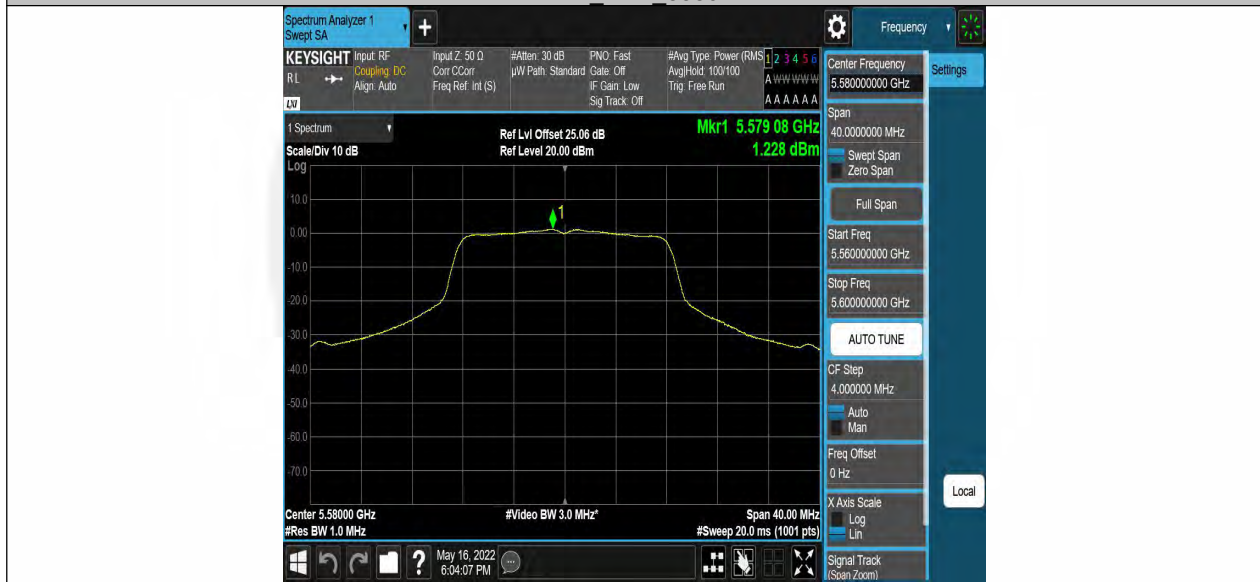 Spectrum Analyzer 1
Swept SA
+
Frequency
KEYSIGHT
RL
LXI
Input: RF
Coupling: DC
Align: Auto
Input Z: 50 Ω
Corr CCorr
Freq Ref: Int (S)
#Atten: 30 dB
µW Path: Standard
PNO: Fast
Gate: Off
IF Gain: Low
Sig Track: Off
#Avg Type: Power (RMS
Avg|Hold: 100/100
Trig: Free Run
1 2 3 4 5 6
A W W W W W
A A A A A A
1 Spectrum
Scale/Div 10 dB
Log
Ref Lvl Offset 25.06 dB
Ref Level 20.00 dBm
Mkr1 5.579 08 GHz
1.228 dBm
10.0
0.00
-10.0
-20.0
-30.0
-40.0
-50.0
-60.0
-70.0
1
Center 5.58000 GHz
#Res BW 1.0 MHz
#Video BW 3.0 MHz*
Span 40.00 MHz
#Sweep 20.0 ms (1001 pts)
?
May 16, 2022
6:04:07 PM
Center Frequency
5.580000000 GHz
Settings
Span
40.0000000 MHz
Swept Span
Zero Span
Full Span
Start Freq
5.560000000 GHz
Stop Freq
5.600000000 GHz
AUTO TUNE
CF Step
4.000000 MHz
Auto
Man
Freq Offset
0 Hz
X Axis Scale
Log
Lin
Local
Signal Track
(Span Zoom)